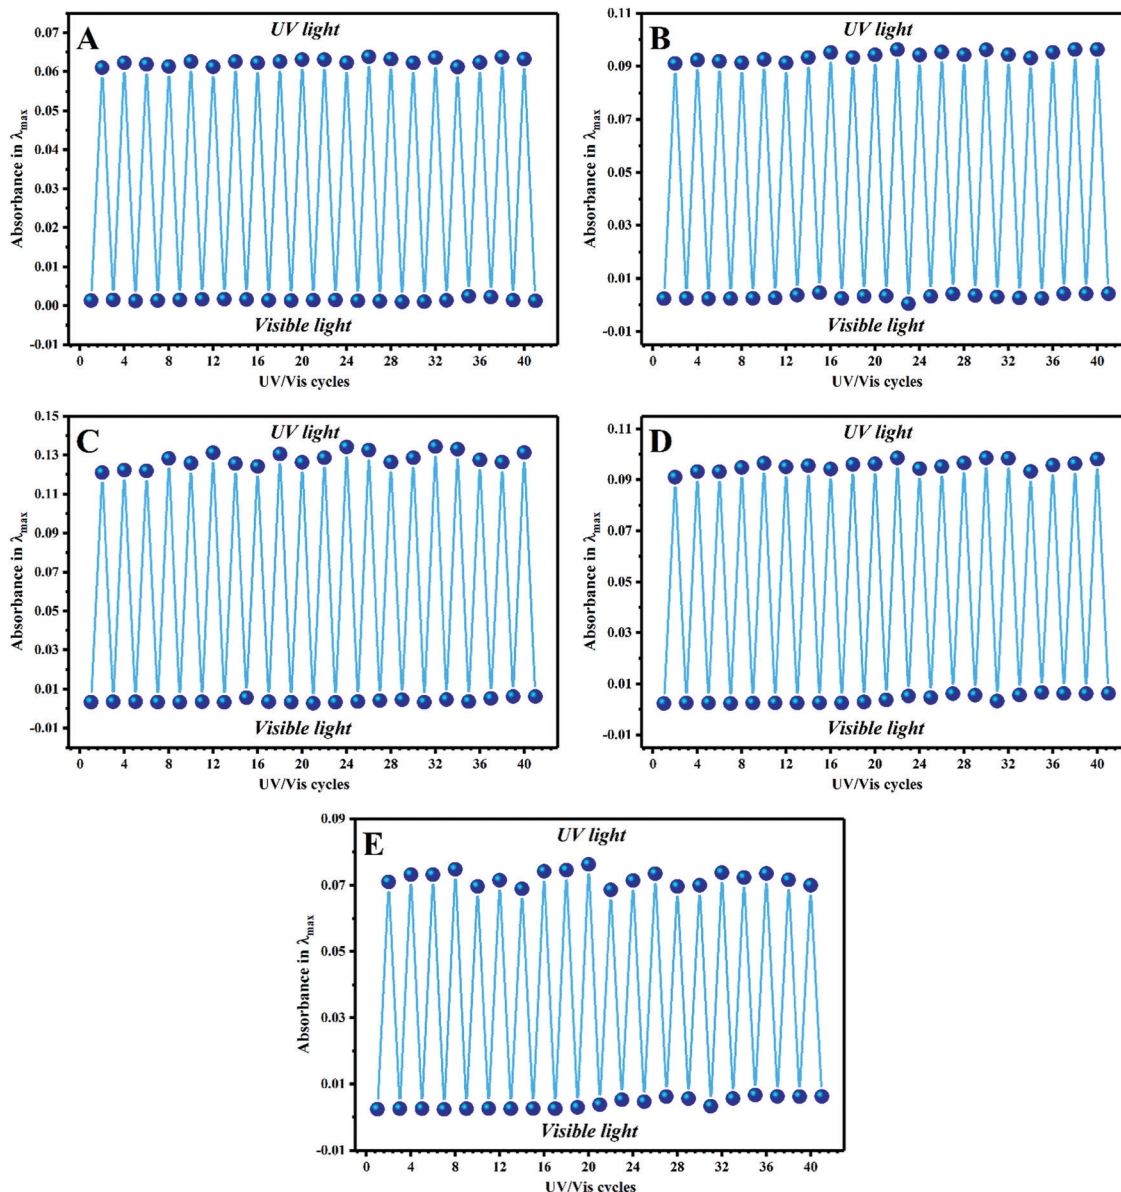 A
UV light
0.07
0.06
0.05
0.04
0.03
0.02
0.01
0.00
-0.01
Absorbance in λmax
Visible light
0 4 8 12 16 20 24 28 32 36 40
UV/Vis cycles
B
UV light
0.11
0.09
0.07
0.05
0.03
0.01
-0.01
Absorbance in λmax
Visible light
0 4 8 12 16 20 24 28 32 36 40
UV/Vis cycles
C
UV light
0.15
0.13
0.11
0.09
0.07
0.05
0.03
0.01
-0.01
Absorbance in λmax
Visible light
0 4 8 12 16 20 24 28 32 36 40
UV/Vis cycles
D
UV light
0.11
0.09
0.07
0.05
0.03
0.01
-0.01
Absorbance in λmax
Visible light
0 4 8 12 16 20 24 28 32 36 40
UV/Vis cycles
E
UV light
0.09
0.07
0.05
0.03
0.01
-0.01
Absorbance in λmax
Visible light
0 4 8 12 16 20 24 28 32 36 40
UV/Vis cycles